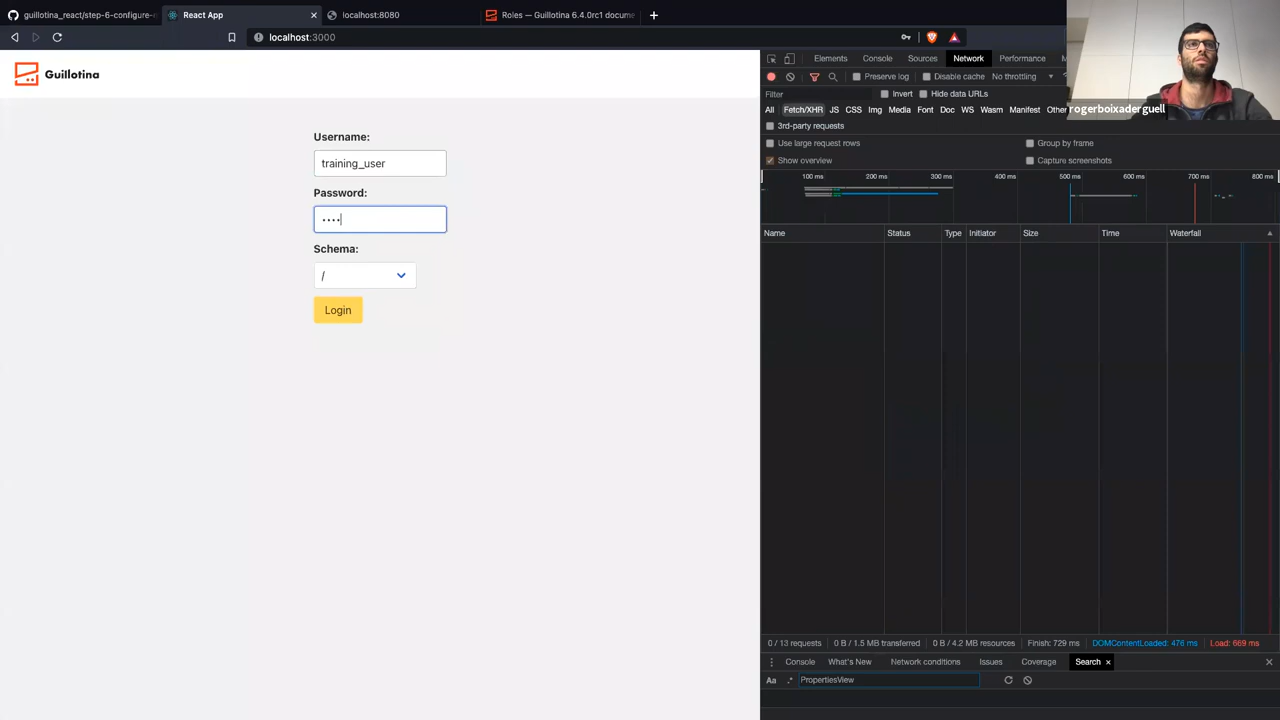 guillotina_react/step-6-configure-
React App
localhost:8080
Roles — Guillotina 6.4.0rc1 docume
localhost:3000
Guillotina
Username:
training_user
Password:
••••
Schema:
/
Login
Elements Console Sources Network Performance
Preserve log Disable cache No throttling
Filter Invert Hide data URLs
All Fetch/XHR JS CSS Img Media Font Doc WS Wasm Manifest Other
rogerboixaderguell
3rd-party requests
Use large request rows Group by frame
Show overview Capture screenshots
100 ms 200 ms 300 ms 400 ms 500 ms 600 ms 700 ms 800 ms
Name Status Type Initiator Size Time Waterfall
0 / 13 requests 0 B / 1.5 MB transferred 0 B / 4.2 MB resources Finish: 729 ms DOMContentLoaded: 476 ms Load: 669 ms
Console What's New Network conditions Issues Coverage Search
Aa .* PropertiesView